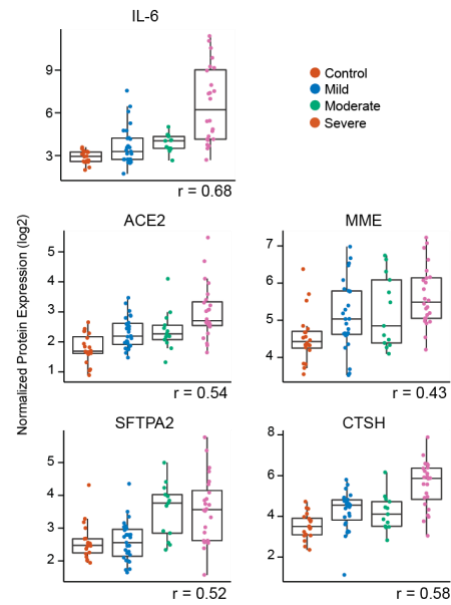 IL-6
9
6
3
r = 0.68
Control
Mild
Moderate
Severe
Normalized Protein Expression (log2)
ACE2
5
4
3
2
1
r = 0.54
MME
7
6
5
4
r = 0.43
SFTPA2
5
4
3
2
r = 0.52
CTSH
8
6
4
2
r = 0.58